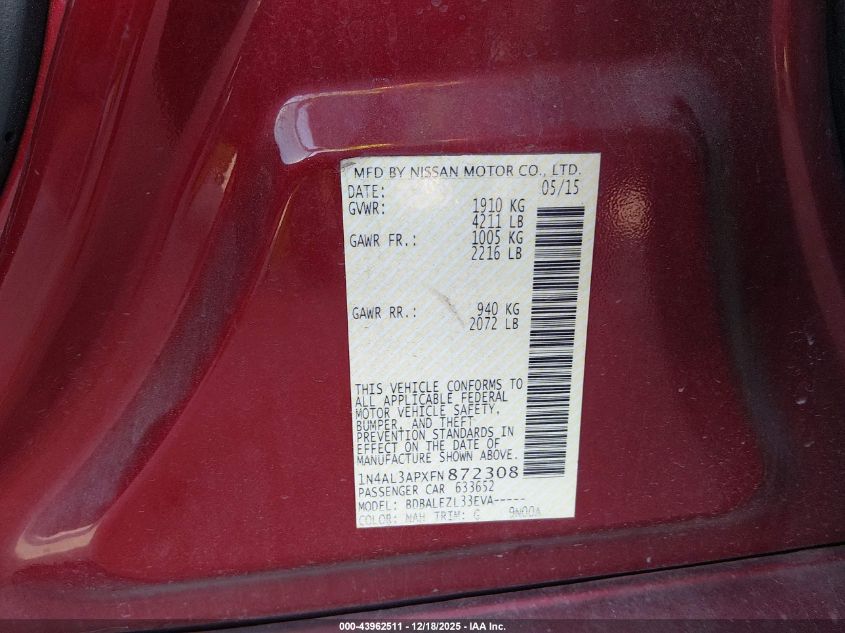 MFD BY NISSAN MOTOR CO., LTD.
DATE: 05/15
GVWR: 1910 KG
4211 LB
GAWR FR.: 1005 KG
2216 LB
GAWR RR.: 940 KG
2072 LB
THIS VEHICLE CONFORMS TO
ALL APPLICABLE FEDERAL
MOTOR VEHICLE SAFETY,
BUMPER, AND THEFT
PREVENTION STANDARDS IN
EFFECT ON THE DATE OF
MANUFACTURE SHOWN ABOVE.
1N4AL3APXFN872308
PASSENGER CAR 633652
MODEL: BDBALEZL33EVA-----
COLOR: NAH TRIM: G 9N00A
000-43962511 - 12/18/2025 - IAA Inc.